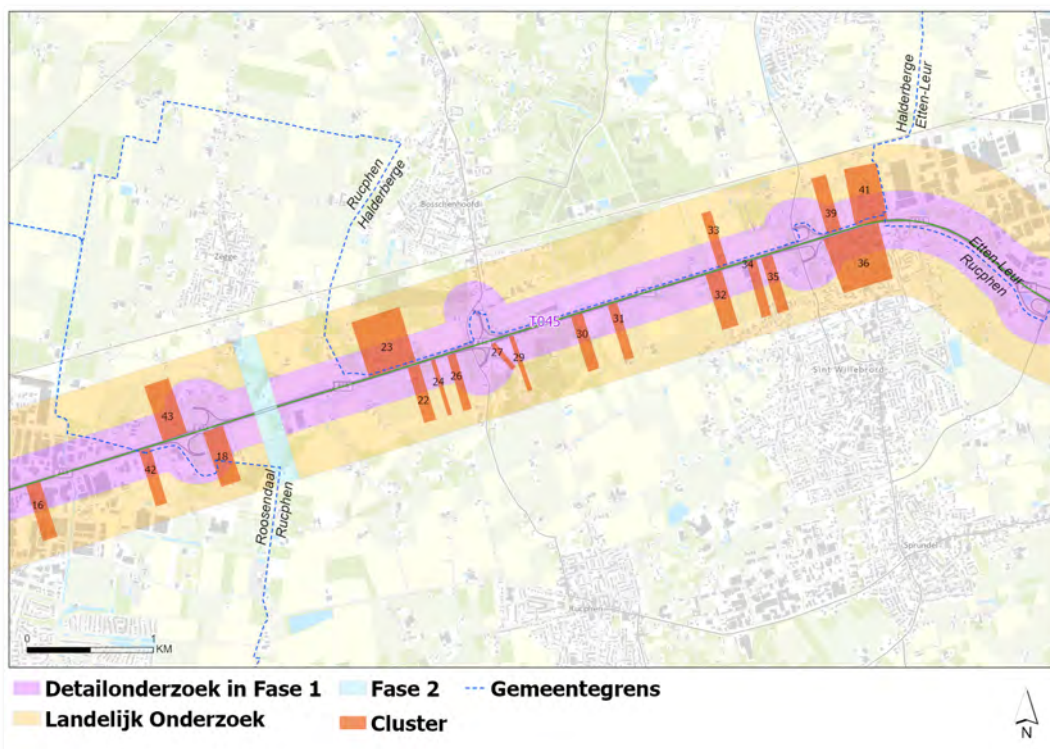 Halderberge
Etten-Leur
Rucphen
Halderberge
Bosschenhoofd
Zegge
41
39
33
36
Etten-Leur
Rucphen
34
35
32
T045
31
30
23
27
29
26
24
22
Sint Willebrord
43
18
42
16
Roosendaal
Rucphen
Sprundel
Rucphen
0 1
KM
Detailonderzoek in Fase 1 Fase 2 Gemeentegrens
Landelijk Onderzoek Cluster
N